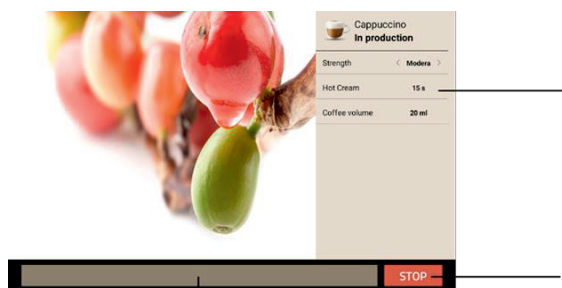 Cappuccino
In production
Strength < Modera >
Hot Cream 15 s
Coffee volume 20 ml
STOP